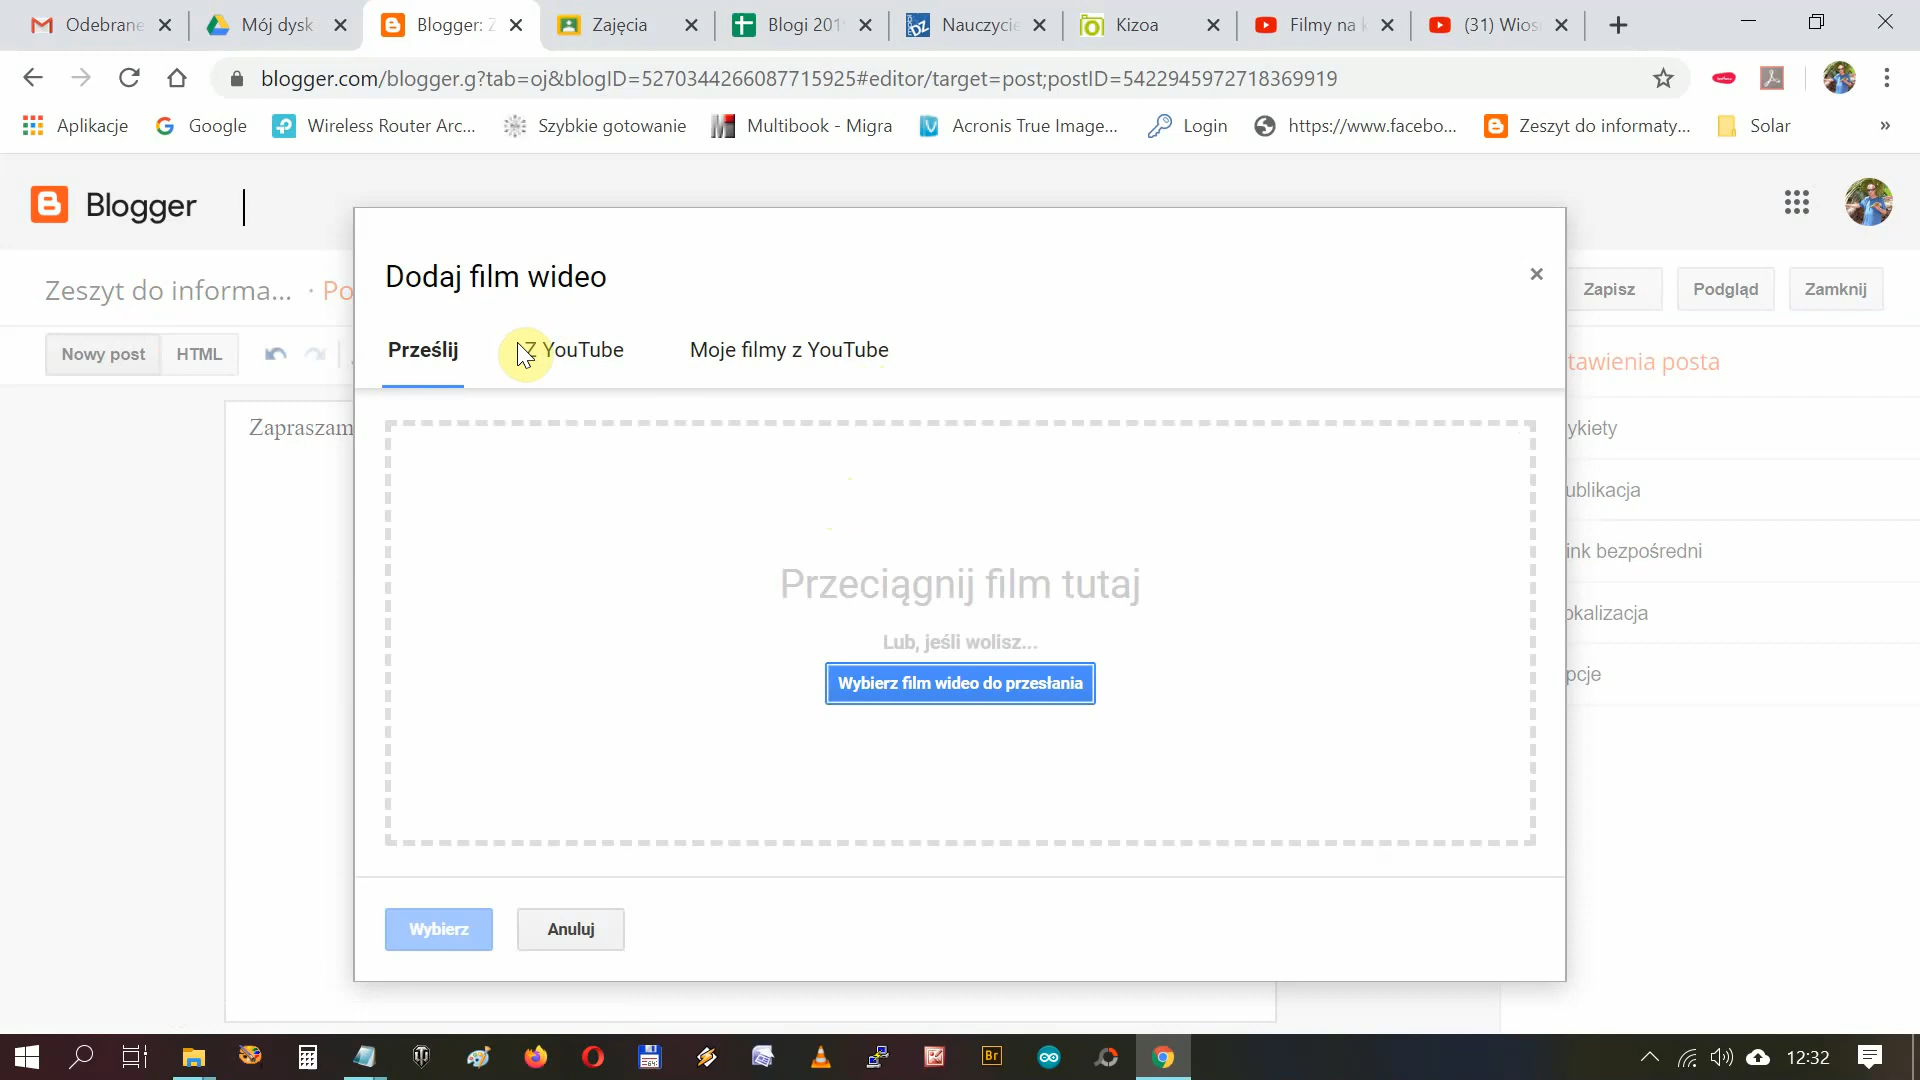 Odebrane
Mój dysk
Blogger: Z
Zajęcia
Blogi 201
Nauczycie
Kizoa
Filmy na k
(31) Wios
blogger.com/blogger.g?tab=oj&blogID=5270344266087715925#editor/target=post;postID=5422945972718369919
Aplikacje
Google
Wireless Router Arc...
Szybkie gotowanie
Multibook - Migra
Acronis True Image...
Login
https://www.facebo...
Zeszyt do informaty...
Solar
»
Blogger
Zeszyt do informa... · Po
Zapisz
Podgląd
Zamknij
Nowy post
HTML
Dodaj film wideo
Prześlij
Z YouTube
Moje filmy z YouTube
tawienia posta
Zapraszam
ykiety
ublikacja
ink bezpośredni
okalizacja
pcje
Przeciągnij film tutaj
Lub, jeśli wolisz...
Wybierz film wideo do przesłania
Wybierz
Anuluj
Br
12:32